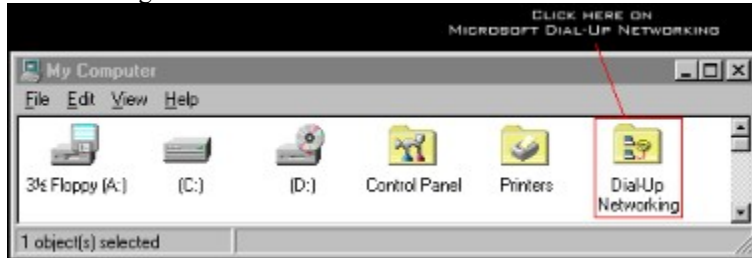 CLICK HERE ON
MICROSOFT DIAL-UP NETWORKING
My Computer
File Edit View Help
3½ Floppy (A:) (C:) (D:) Control Panel Printers Dial-Up Networking
1 object(s) selected